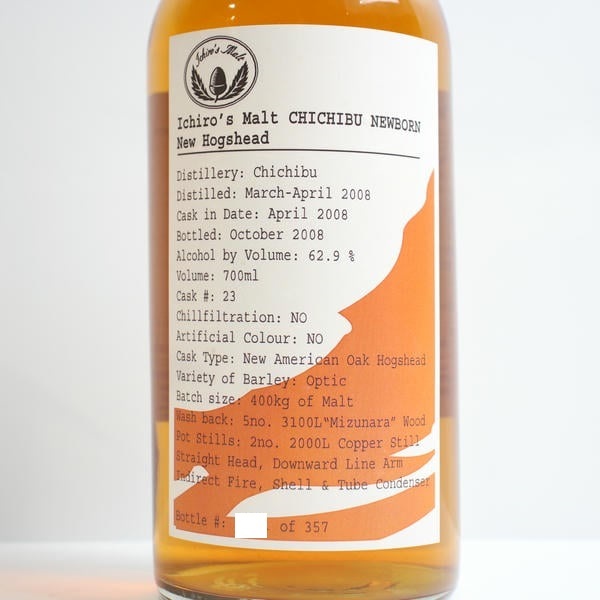 Ichiro's Malt
Ichiro's Malt CHICHIBU NEWBORN
New Hogshead
Distillery: Chichibu
Distilled: March-April 2008
Cask in Date: April 2008
Bottled: October 2008
Alcohol by Volume: 62.9 %
Volume: 700ml
Cask #: 23
Chillfiltration: NO
Artificial Colour: NO
Cask Type: New American Oak Hogshead
Variety of Barley: Optic
Batch size: 400kg of Malt
Wash back: 5no. 3100L"Mizunara" Wood
Pot Stills: 2no. 2000L Copper Still
Straight Head, Downward Line Arm
Indirect Fire, Shell & Tube Condenser
Bottle #: of 357